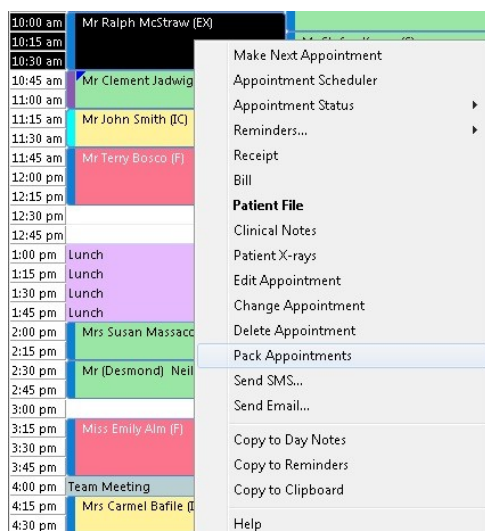 10:00 am Mr Ralph McStraw (EX)
10:15 am
10:30 am
10:45 am Mr Clement Jadwig
11:00 am
11:15 am Mr John Smith (IC)
11:30 am
11:45 am Mr Terry Bosco (F)
12:00 pm
12:15 pm
12:30 pm
12:45 pm
1:00 pm Lunch
1:15 pm Lunch
1:30 pm Lunch
1:45 pm Lunch
2:00 pm Mrs Susan Massacc
2:15 pm
2:30 pm Mr (Desmond) Neil
2:45 pm
3:00 pm
3:15 pm Miss Emily Alm (F)
3:30 pm
3:45 pm
4:00 pm Team Meeting
4:15 pm Mrs Carmel Bafile (I
4:30 pm
Make Next Appointment
Appointment Scheduler
Appointment Status
Reminders...
Receipt
Bill
Patient File
Clinical Notes
Patient X-rays
Edit Appointment
Change Appointment
Delete Appointment
Pack Appointments
Send SMS...
Send Email...
Copy to Day Notes
Copy to Reminders
Copy to Clipboard
Help